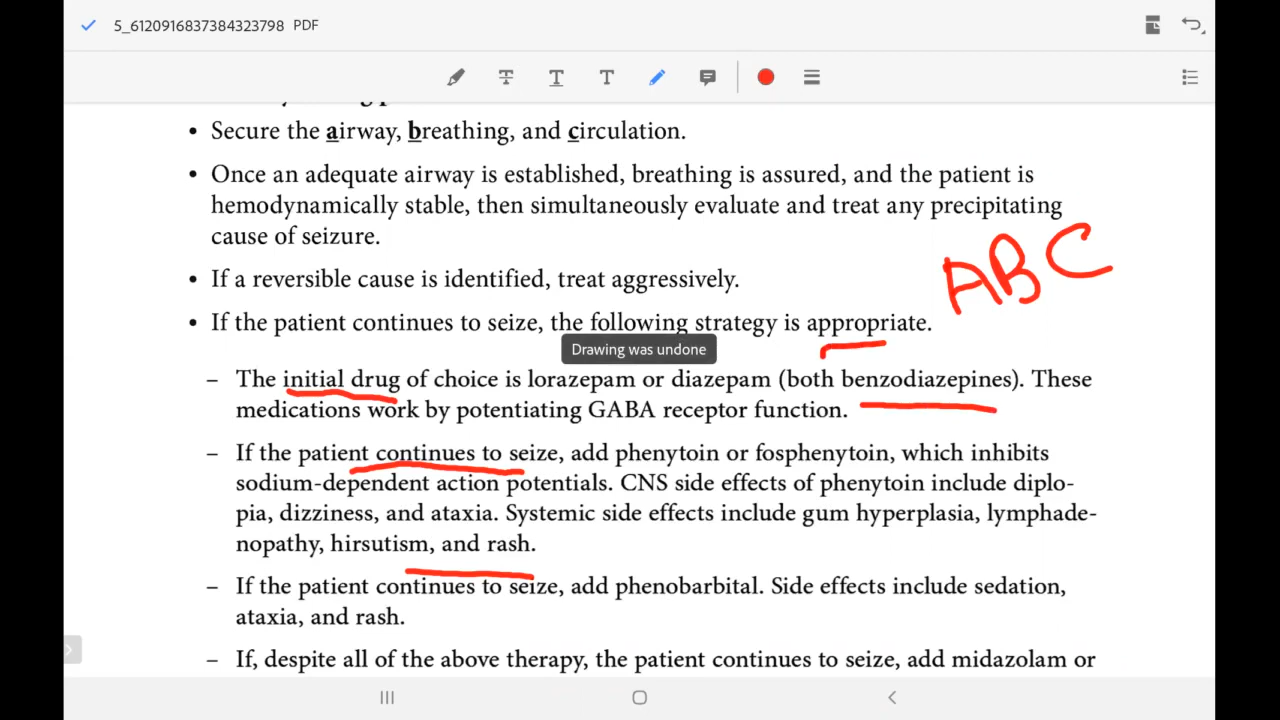 5_6120916837384323798 PDF
• Secure the airway, breathing, and circulation.
• Once an adequate airway is established, breathing is assured, and the patient is
hemodynamically stable, then simultaneously evaluate and treat any precipitating
cause of seizure.
ABC
• If a reversible cause is identified, treat aggressively.
• If the patient continues to seize, the following strategy is appropriate.
Drawing was undone
– The initial drug of choice is lorazepam or diazepam (both benzodiazepines). These
medications work by potentiating GABA receptor function.
– If the patient continues to seize, add phenytoin or fosphenytoin, which inhibits
sodium-dependent action potentials. CNS side effects of phenytoin include diplo-
pia, dizziness, and ataxia. Systemic side effects include gum hyperplasia, lymphade-
nopathy, hirsutism, and rash.
– If the patient continues to seize, add phenobarbital. Side effects include sedation,
ataxia, and rash.
– If, despite all of the above therapy, the patient continues to seize, add midazolam or